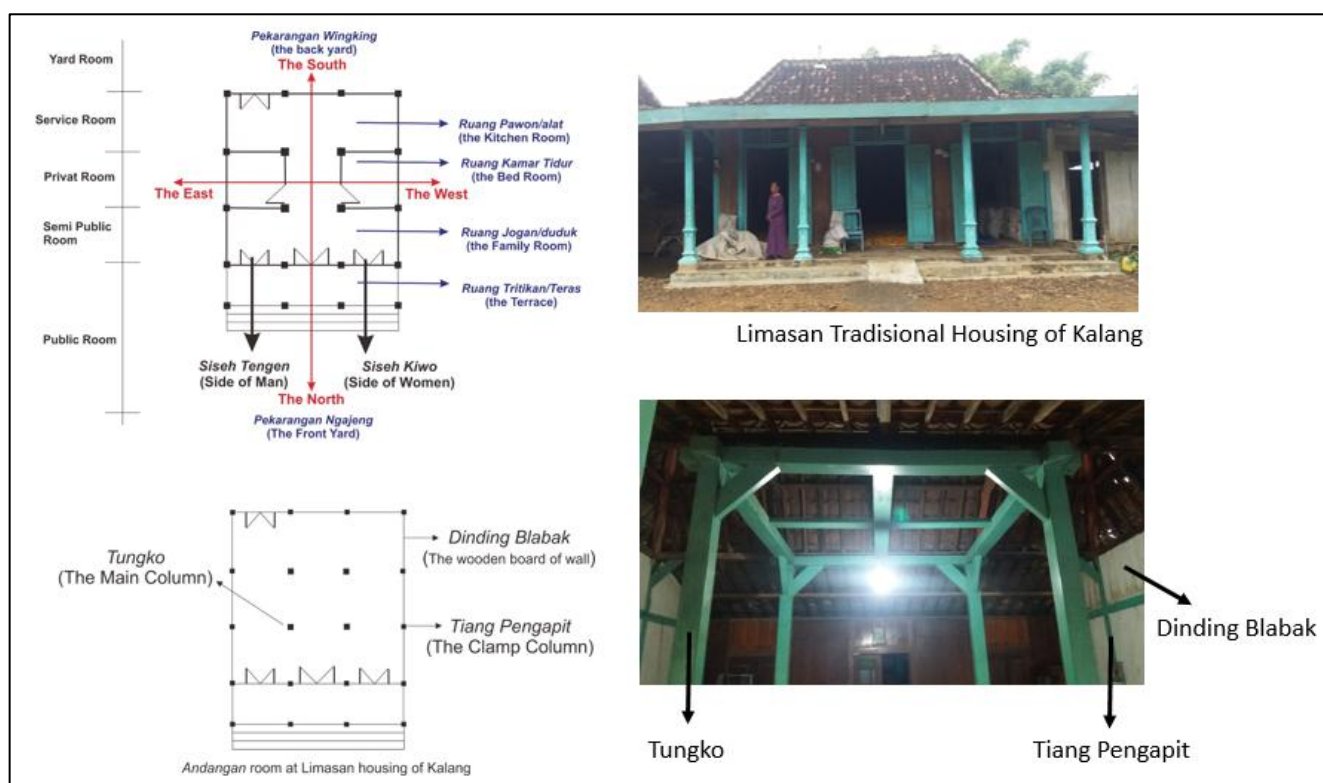 Pekarangan Wingking
(the back yard)
The South
Yard Room
Service Room
Privat Room
Semi Public
Room
Public Room
Ruang Pawon/alat
(the Kitchen Room)
Ruang Kamar Tidur
(the Bed Room)
The East
The West
Ruang Jogan/duduk
(the Family Room)
Ruang Tritikan/Teras
(the Terrace)
Siseh Tengen
(Side of Man)
Siseh Kiwo
(Side of Women)
The North
Pekarangan Ngajeng
(The Front Yard)
Limasan Tradisional Housing of Kalang
Tungko
(The Main Column)
Dinding Blabak
(The wooden board of wall)
Tiang Pengapit
(The Clamp Column)
Andangan room at Limasan housing of Kalang
Dinding Blabak
Tungko
Tiang Pengapit